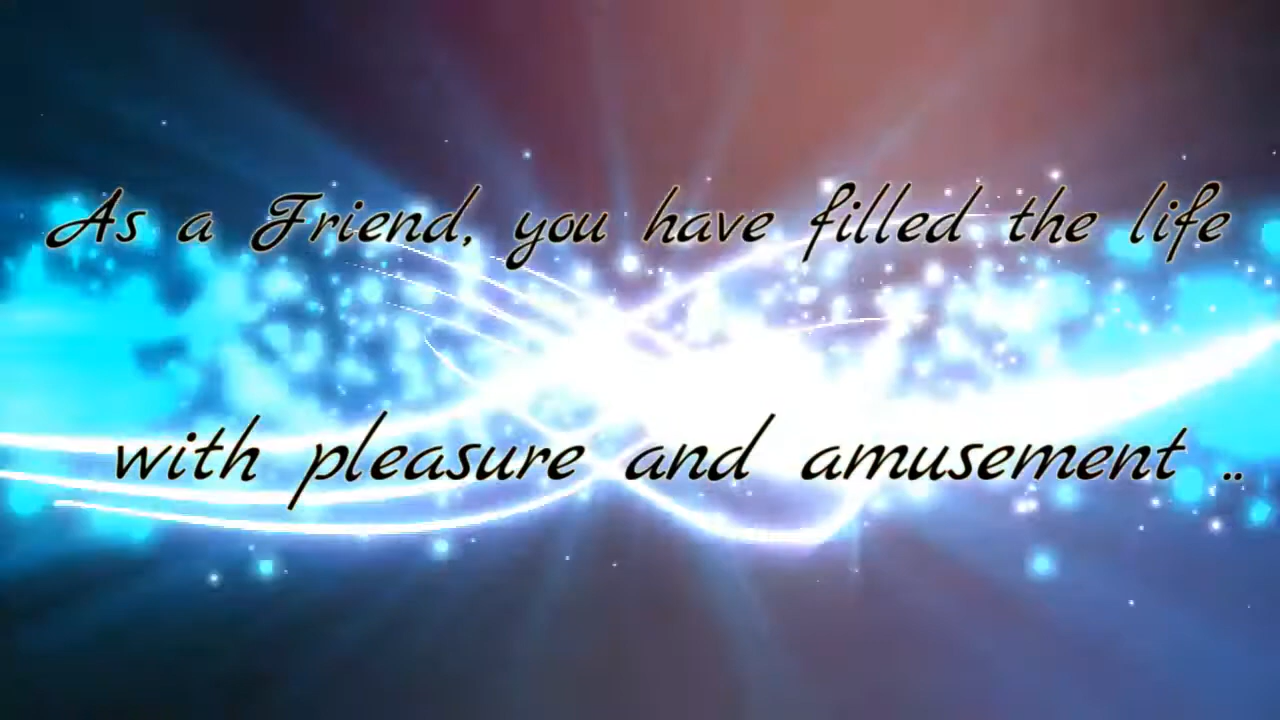 As a Friend, you have filled the life
with pleasure and amusement ..